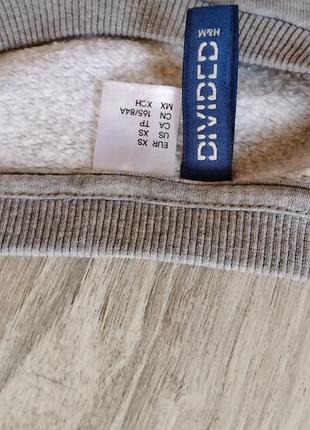 DIVIDED
H&M
EUR XS
US XS
CA TP
CN 165/84A
MX XCH